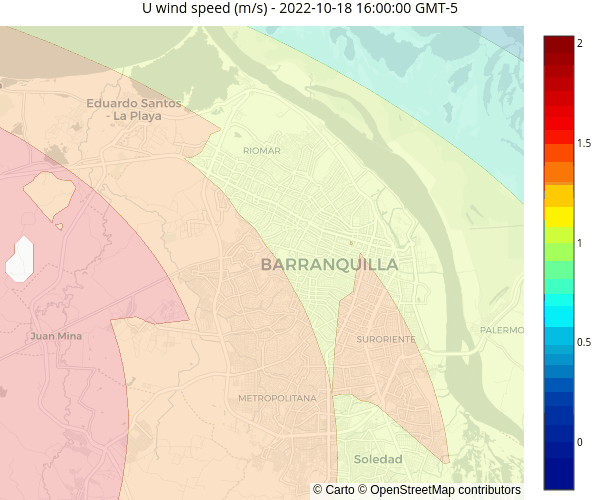 U wind speed (m/s) - 2022-10-18 16:00:00 GMT-5
Eduardo Santos
- La Playa
RIOMAR
BARRANQUILLA
Juan Mina
SURORIENTE
PALERMO
METROPOLITANA
Soledad
© Carto © OpenStreetMap contributors
2
1.5
1
0.5
0